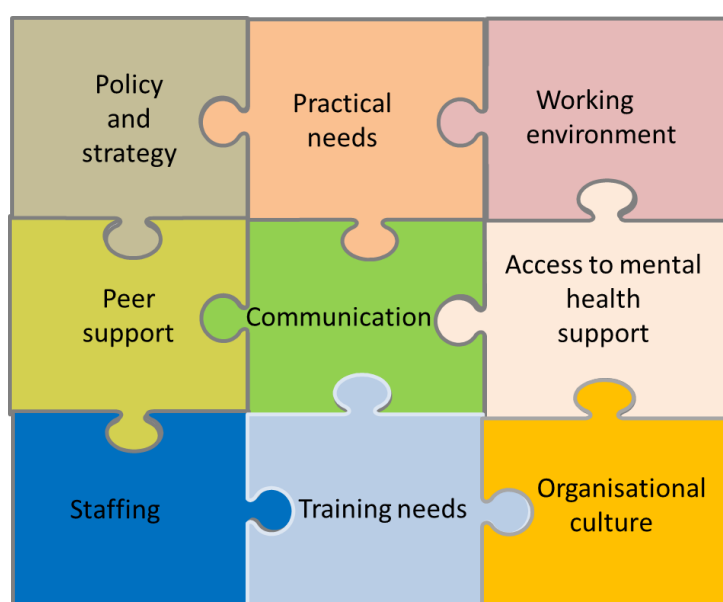 Policy
and
strategy
Practical
needs
Working
environment
Peer
support
Communication
Access to mental
health
support
Staffing
Training needs
Organisational
culture